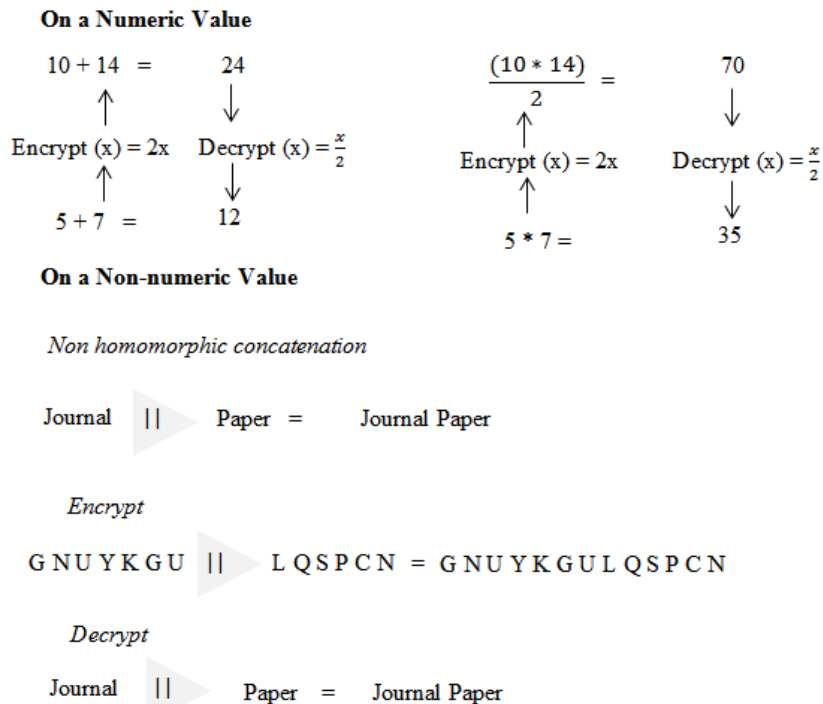 On a Numeric Value
10 + 14 = 24
Encrypt (x) = 2x Decrypt (x) = x/2
5 + 7 = 12
(10 * 14)/2 = 70
Encrypt (x) = 2x Decrypt (x) = x/2
5 * 7 = 35
On a Non-numeric Value
Non homomorphic concatenation
Journal || Paper = Journal Paper
Encrypt
G N U Y K G U || L Q S P C N = G N U Y K G U L Q S P C N
Decrypt
Journal || Paper = Journal Paper